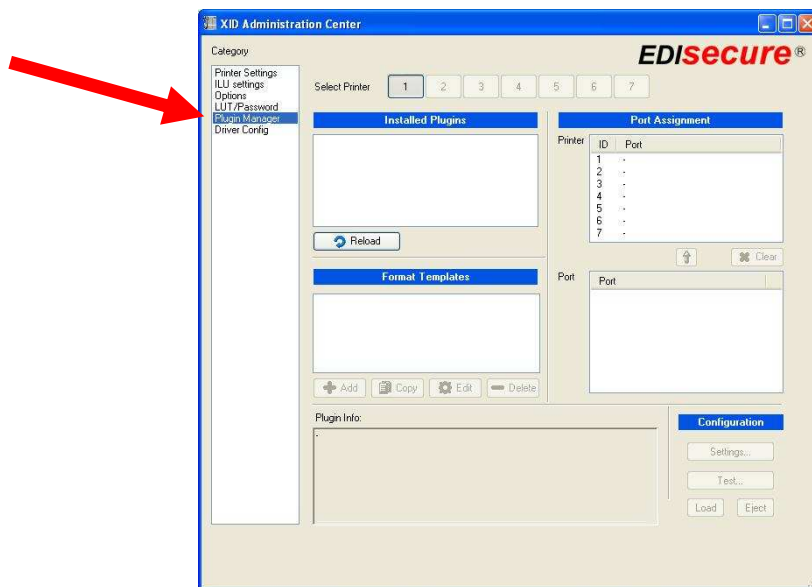 XID Administration Center
Category
EDIsecure®
Printer Settings
ILU settings
Options
LUT/Password
Plugin Manager
Driver Config
Select Printer 1 2 3 4 5 6 7
Installed Plugins
Reload
Format Templates
Add Copy Edit Delete
Port Assignment
Printer
ID Port
1 -
2 -
3 -
4 -
5 -
6 -
7 -
Clear
Port
Port
Plugin Info:
-
Configuration
Settings...
Test...
Load Eject